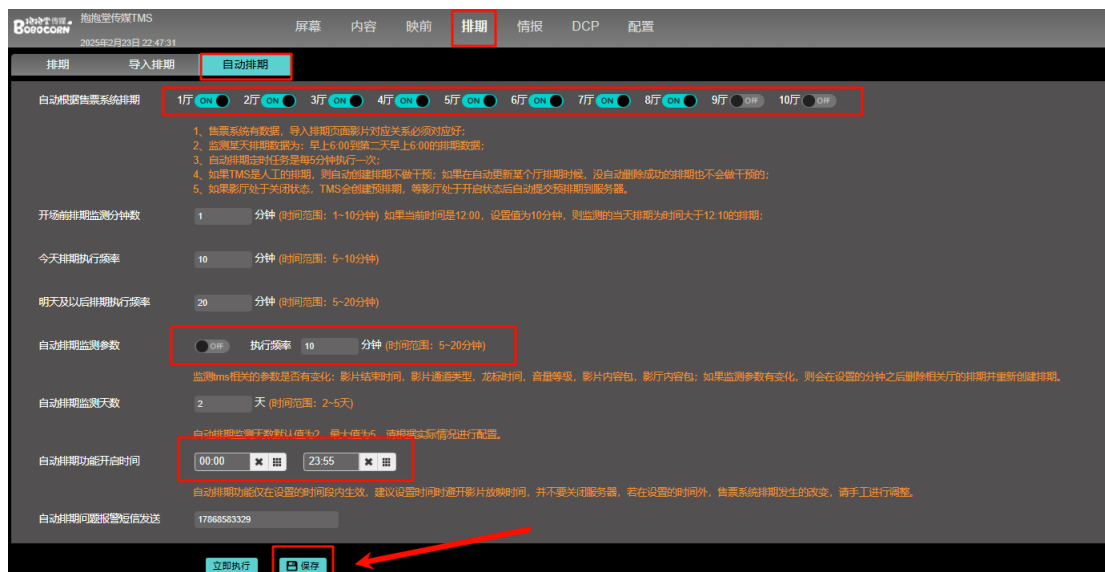 抱抱堂传媒 BOBOCORN 抱抱堂传媒TMS
2025年2月23日 22:47:31
屏幕 内容 映前 排期 情报 DCP 配置
排期 导入排期 自动排期
自动根据售票系统排期 1厅 ON 2厅 ON 3厅 ON 4厅 ON 5厅 ON 6厅 ON 7厅 ON 8厅 ON 9厅 OFF 10厅 OFF
1、售票系统有数据，导入排期页面影片对应关系必须对应好；
2、监测某天排期数据为：早上6:00到第二天早上6:00的排期数据；
3、自动排期定时任务是每5分钟执行一次；
4、如果TMS是人工的排期，则自动创建排期不做干预；如果在自动更新某个厅排期时候，没自动删除成功的排期也不会做干预的；
5、如果影厅处于关闭状态，TMS会创建预排期，等影厅处于开启状态后自动提交预排期到服务器。
开场前排期监测分钟数 1 分钟 (时间范围：1~10分钟) 如果当前时间是12:00，设置值为10分钟，则监测的当天排期为时间大于12:10的排期；
今天排期执行频率 10 分钟 (时间范围：5~10分钟)
明天及以后排期执行频率 20 分钟 (时间范围：5~20分钟)
自动排期监测参数 OFF 执行频率 10 分钟 (时间范围：5~20分钟)
监测tms相关的参数是否有变化：影片结束时间，影片通道类型，龙标时间，音量等级，影片内容包，影厅内容包；如果监测参数有变化，则会在设置的分钟之后删除相关厅的排期并重新创建排期。
自动排期监测天数 2 天 (时间范围：2~5天)
自动排期监测天数默认值为2，最大值为5，请根据实际情况进行配置。
自动排期功能开启时间 00:00 23:55
自动排期功能仅在设置的时间段内生效，建议设置时间时避开影片放映时间，并不要关闭服务器，若在设置的时间外，售票系统排期发生的改变，请手工进行调整。
自动排期问题报警短信发送 17868583329
立即执行 保存